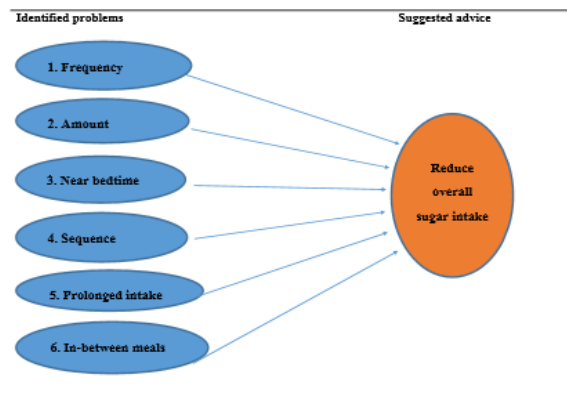 Identified problems
Suggested advice
1. Frequency
2. Amount
3. Near bedtime
4. Sequence
5. Prolonged intake
6. In-between meals
Reduce
overall
sugar intake